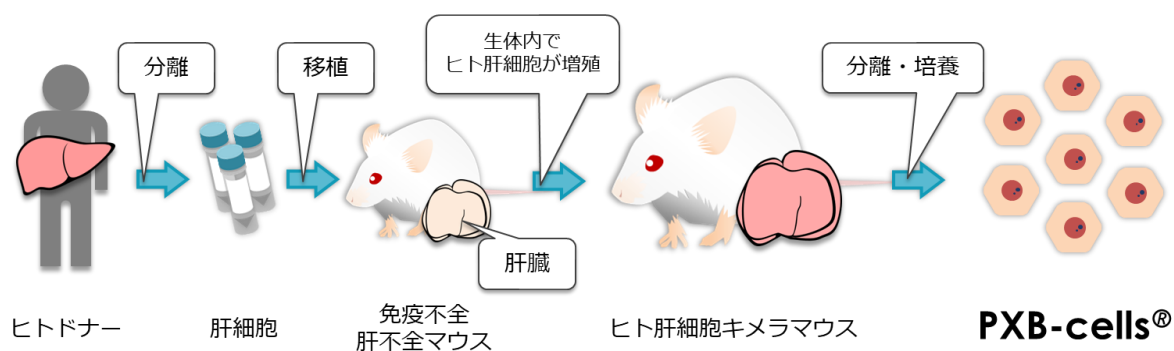 分離
移植
生体内で
ヒト肝細胞が増殖
分離・培養
肝臓
ヒトドナー
肝細胞
免疫不全
肝不全マウス
ヒト肝細胞キメラマウス
PXB-cells®